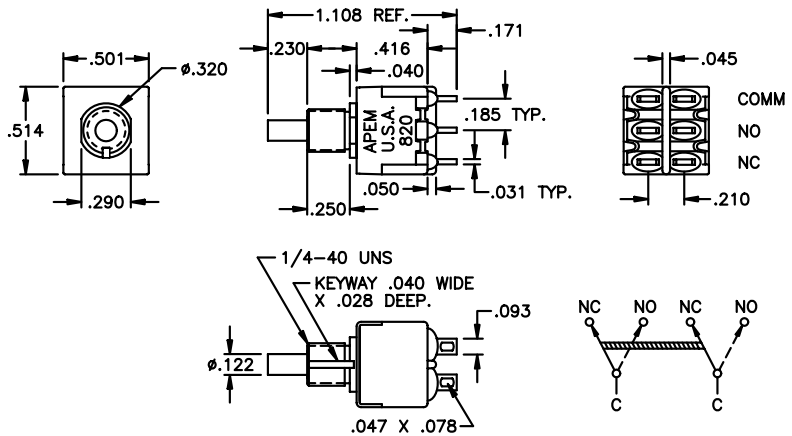 1.108 REF.
.230
.416
.171
.501
ø.320
.040
.045
.514
APEM
U.S.A.
820
.185 TYP.
COMM
NO
NC
.290
.250
.050
.031 TYP.
.210
1/4-40 UNS
KEYWAY .040 WIDE
X .028 DEEP.
.093
NC NO NC NO
ø.122
C C
.047 X .078